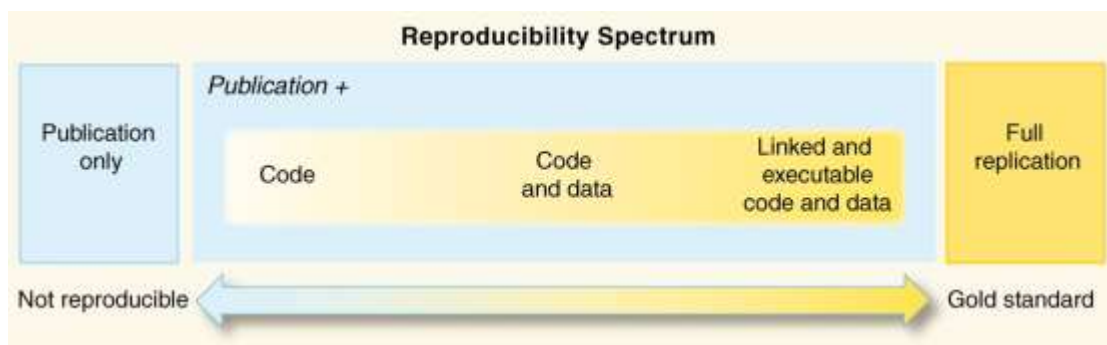 Reproducibility Spectrum
Publication
only
Publication +
Code
Code
and data
Linked and
executable
code and data
Full
replication
Not reproducible
Gold standard